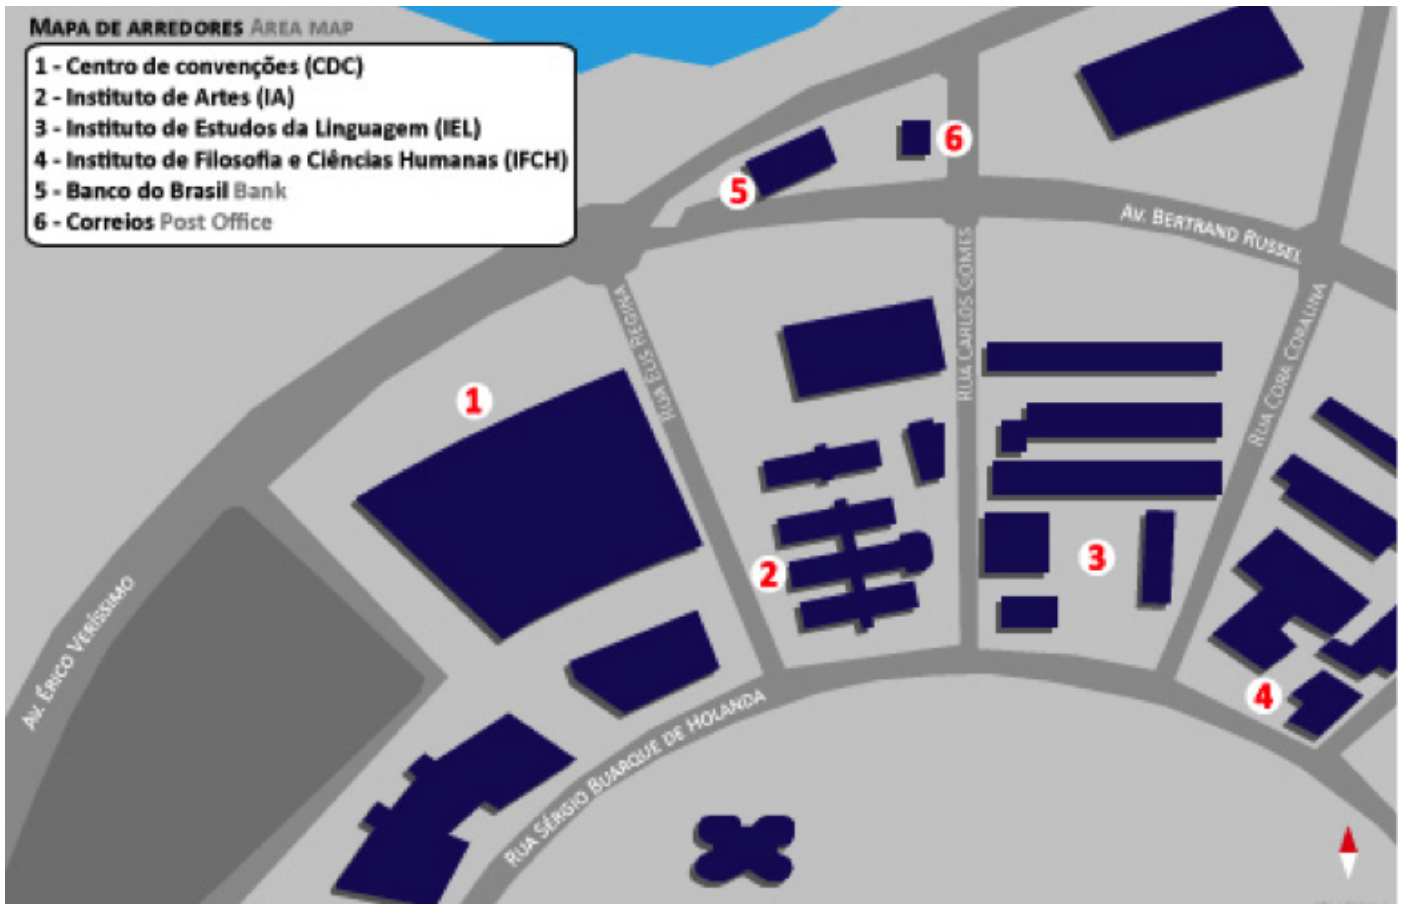 MAPA DE ARREDORES AREA MAP
1 - Centro de convenções (CDC)
2 - Instituto de Artes (IA)
3 - Instituto de Estudos da Linguagem (IEL)
4 - Instituto de Filosofia e Ciências Humanas (IFCH)
5 - Banco do Brasil Bank
6 - Correios Post Office
6
5
AV. BERTRAND RUSSEL
RUA ELIS REGINA
RUA CARLOS GOMES
RUA CORA CORALINA
1
2
3
AV. ÉRICO VERÍSSIMO
4
RUA SÉRGIO BUARQUE DE HOLANDA